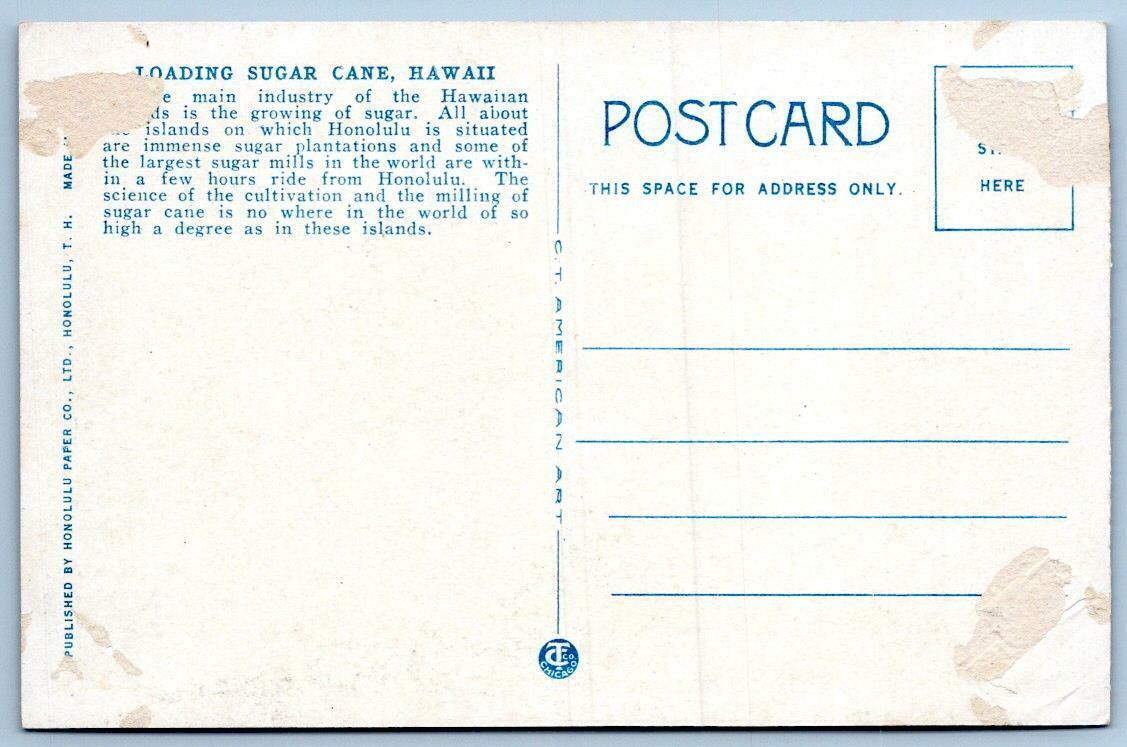 LOADING SUGAR CANE, HAWAII
main industry of the Hawaiian
is the growing of sugar. All about
islands on which Honolulu is situated
are immense sugar plantations and some of
the largest sugar mills in the world are with-
in a few hours ride from Honolulu. The
science of the cultivation and the milling of
sugar cane is no where in the world of so
high a degree as in these islands.
PUBLISHED BY HONOLULU PAPER CO., LTD., HONOLULU, T. H. MADE
C. T. AMERICAN ART
CT CO. CHICAGO
POST CARD
THIS SPACE FOR ADDRESS ONLY.
HERE